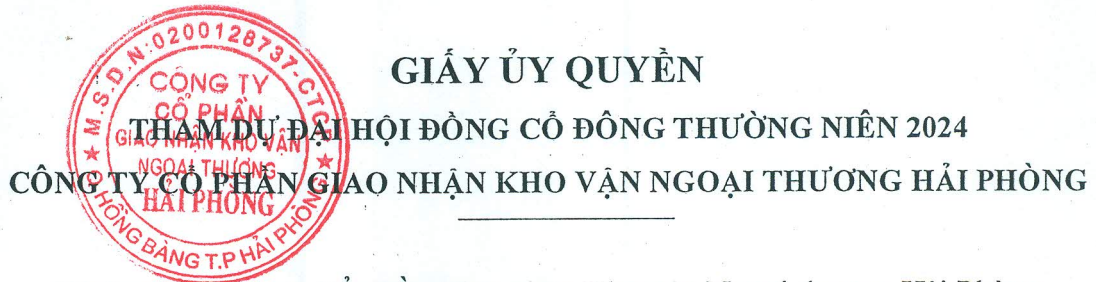 GIẤY ỦY QUYỀN
THAM DỰ ĐẠI HỘI ĐỒNG CỔ ĐÔNG THƯỜNG NIÊN 2024
CÔNG TY CỔ PHẦN GIAO NHẬN KHO VẬN NGOẠI THƯƠNG HẢI PHÒNG
M.S.D.N:0200128737-CTCP
CÔNG TY
CỔ PHẦN
GIAO NHẬN KHO VẬN
NGOẠI THƯƠNG
HẢI PHÒNG
HỒNG BÀNG T.P HẢI PHÒNG